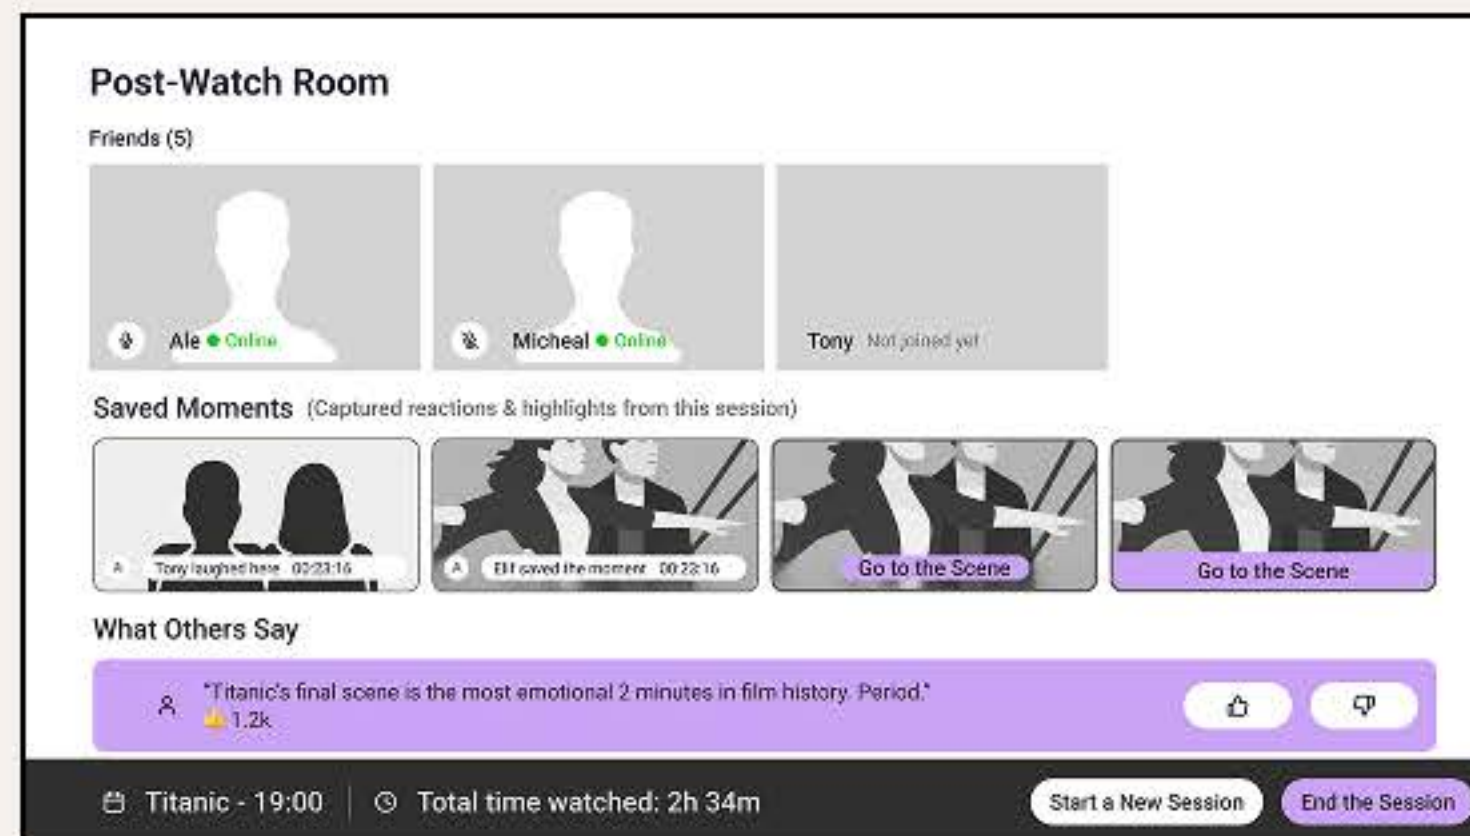 Post-Watch Room
Friends (5)
Ale Online
Micheal Online
Tony Not joined yet
Saved Moments (Captured reactions & highlights from this session)
A Tony laughed here 00:23:16
A Elif saved the moment 00:23:16
Go to the Scene
Go to the Scene
What Others Say
"Titanic's final scene is the most emotional 2 minutes in film history. Period."
👍 1.2k
Titanic - 19:00
Total time watched: 2h 34m
Start a New Session
End the Session